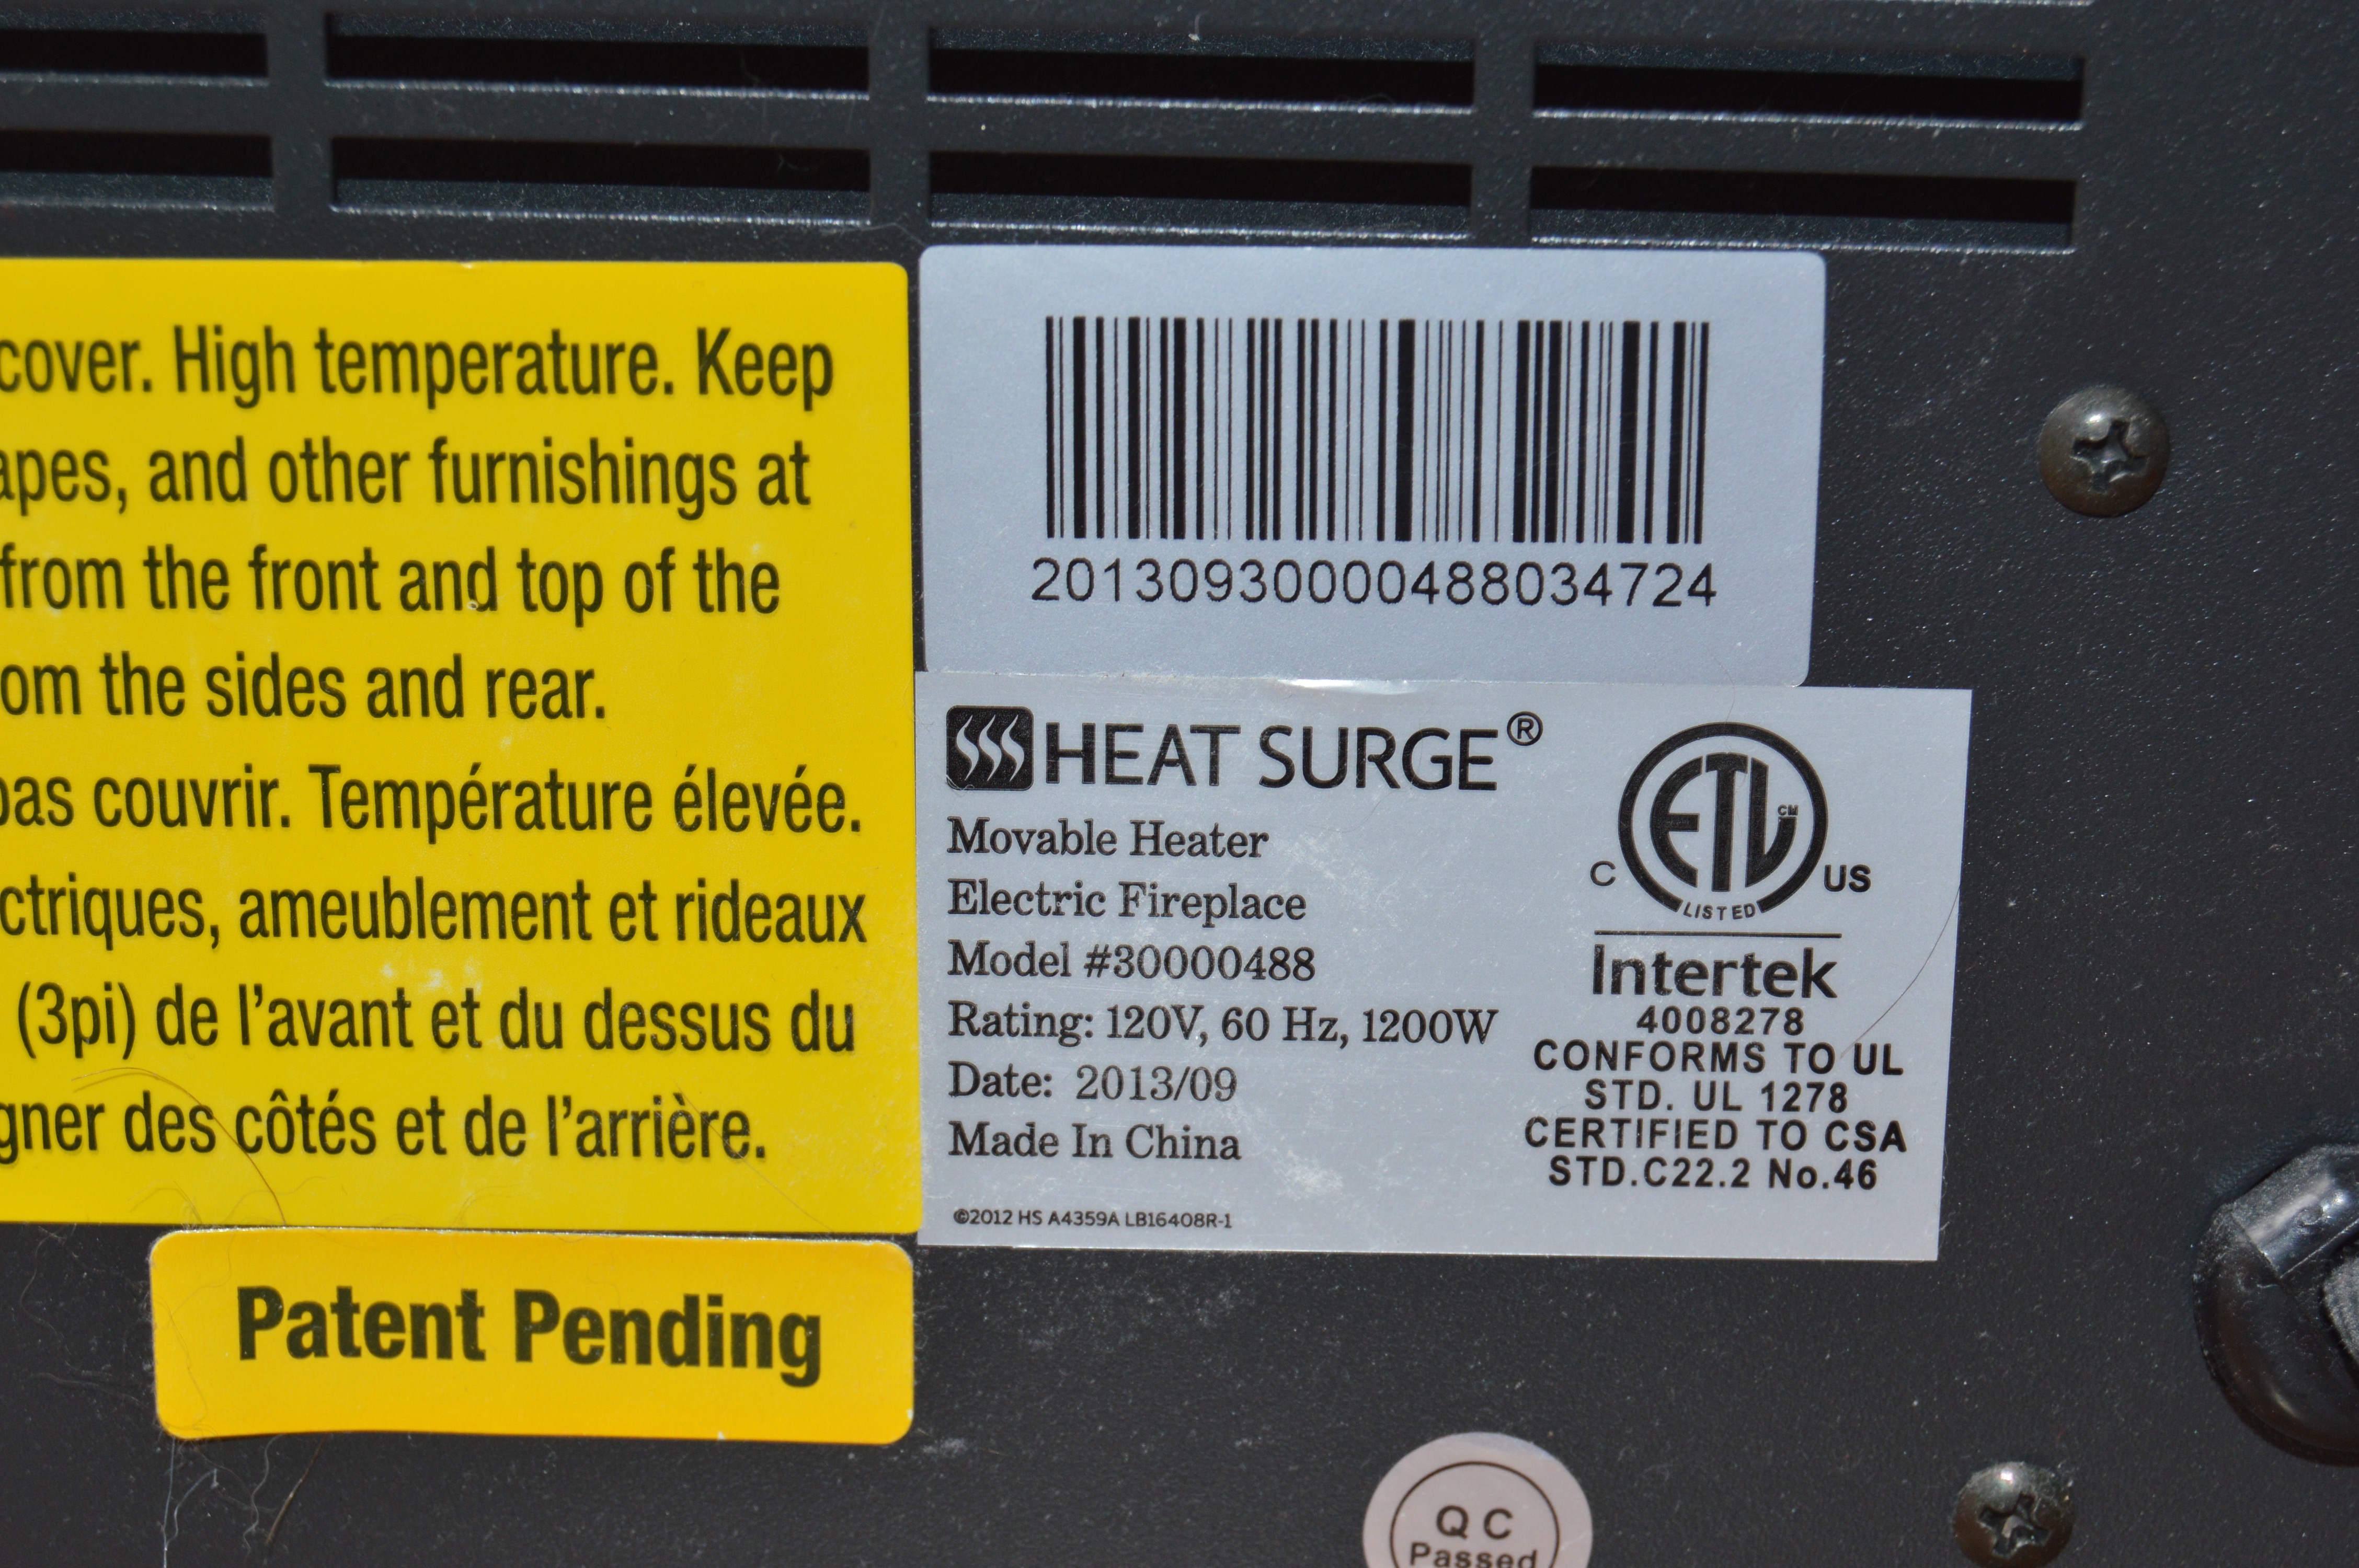 cover. High temperature. Keep
apes, and other furnishings at
from the front and top of the
om the sides and rear.
pas couvrir. Température élevée.
ctriques, ameublement et rideaux
(3pi) de l'avant et du dessus du
gner des côtés et de l'arrière.
Patent Pending
20130930000488034724
HEAT SURGE®
Movable Heater
Electric Fireplace
Model #30000488
Rating: 120V, 60 Hz, 1200W
Date: 2013/09
Made In China
©2012 HS A4359A LB16408R-1
ETL CM
C US
LISTED
Intertek
4008278
CONFORMS TO UL
STD. UL 1278
CERTIFIED TO CSA
STD.C22.2 No.46
QC
Passed